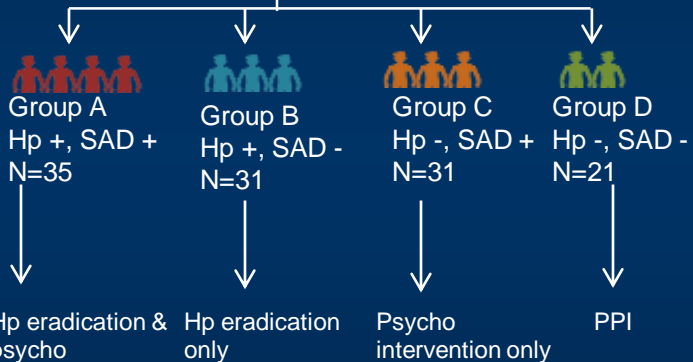 Group A
Hp +, SAD +
N=35
Group B
Hp +, SAD -
N=31
Group C
Hp -, SAD +
N=31
Group D
Hp -, SAD -
N=21
Hp eradication &
psycho
Hp eradication
only
Psycho
intervention only
PPI